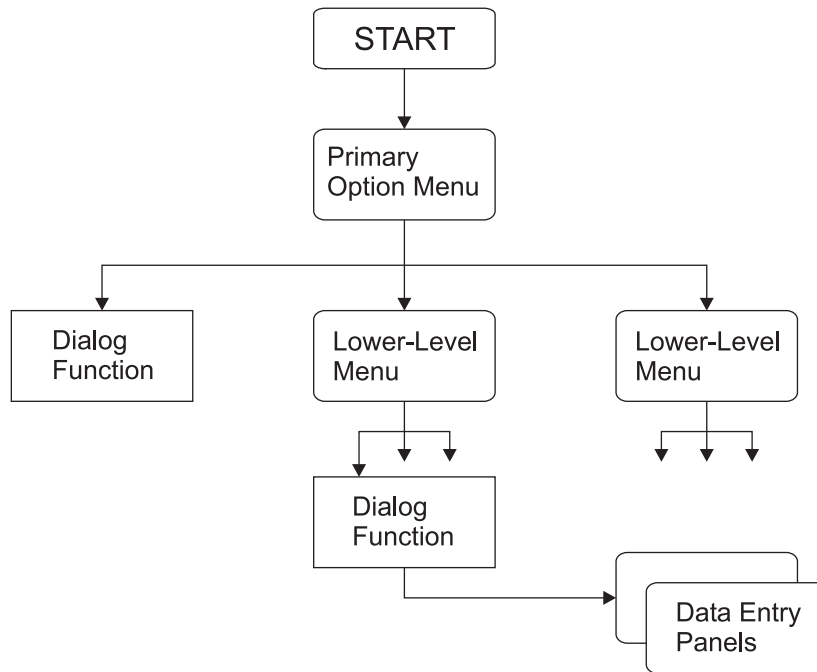 START
Primary
Option Menu
Dialog
Function
Lower-Level
Menu
Lower-Level
Menu
Dialog
Function
Data Entry
Panels